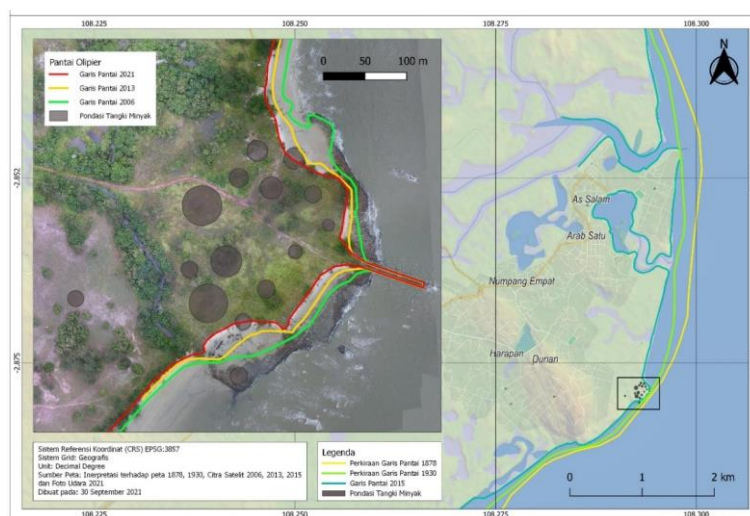 108.225
108.250
108.275
108.300
Pantai Olipier
Garis Pantai 2021
Garis Pantai 2013
Garis Pantai 2006
Pondasi Tangki Minyak
0 50 100 m
N
-2.852
-2.875
As Salam
Arab Satu
Numpang Empat
Harapan
Dunan
Sistem Referensi Koordinat (CRS) EPSG:3857
Sistem Grid: Geografis
Unit: Decimal Degree
Sumber Peta: Inerpretasi terhadap peta 1878, 1930, Citra Satelit 2006, 2013, 2015
dan Foto Udara 2021
Dibuat pada: 30 September 2021
Legenda
Perkiraan Garis Pantai 1878
Perkiraan Garis Pantai 1930
Garis Pantai 2015
Pondasi Tangki Minyak
0 1 2 km
108.225
108.250
108.275
108.300